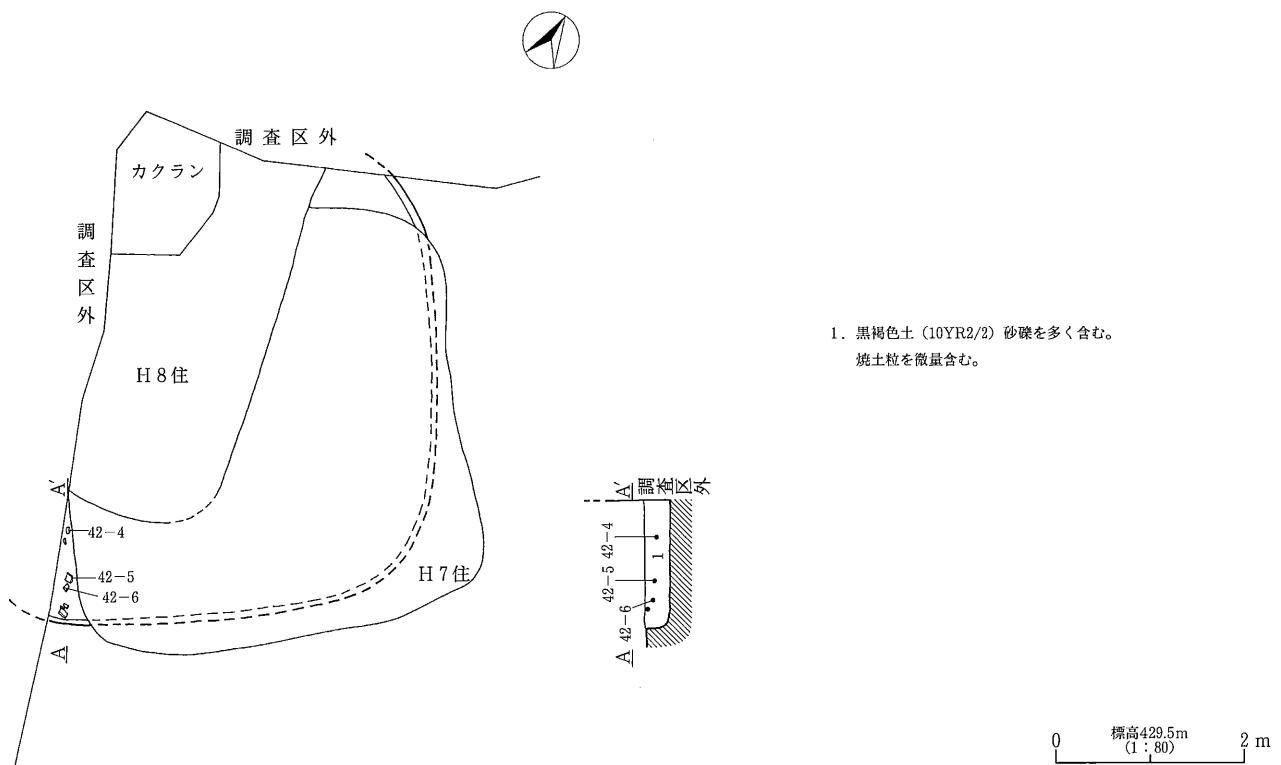 調査区外
カクラン
調査区外
H8住
A′
42-4
42-5
42-6
A
H7住
A′
調査区外
42-4
42-5
42-6
1
A
1. 黒褐色土（10YR2/2）砂礫を多く含む。
焼土粒を微量含む。
標高429.5m
0 (1：80) 2m